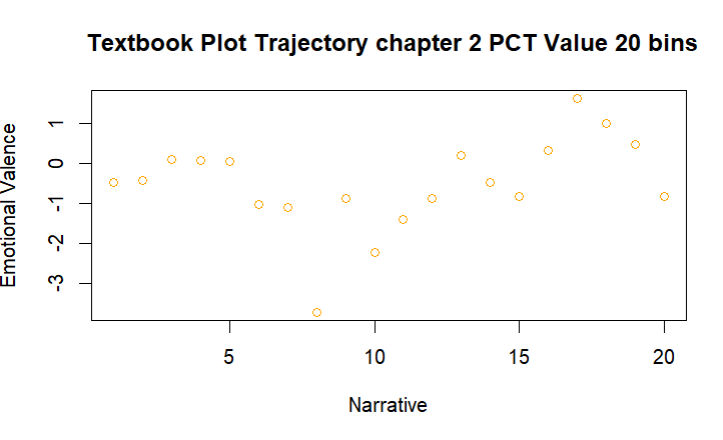 Textbook Plot Trajectory chapter 2 PCT Value 20 bins
Emotional Valence
1
0
-1
-2
-3
5 10 15 20
Narrative